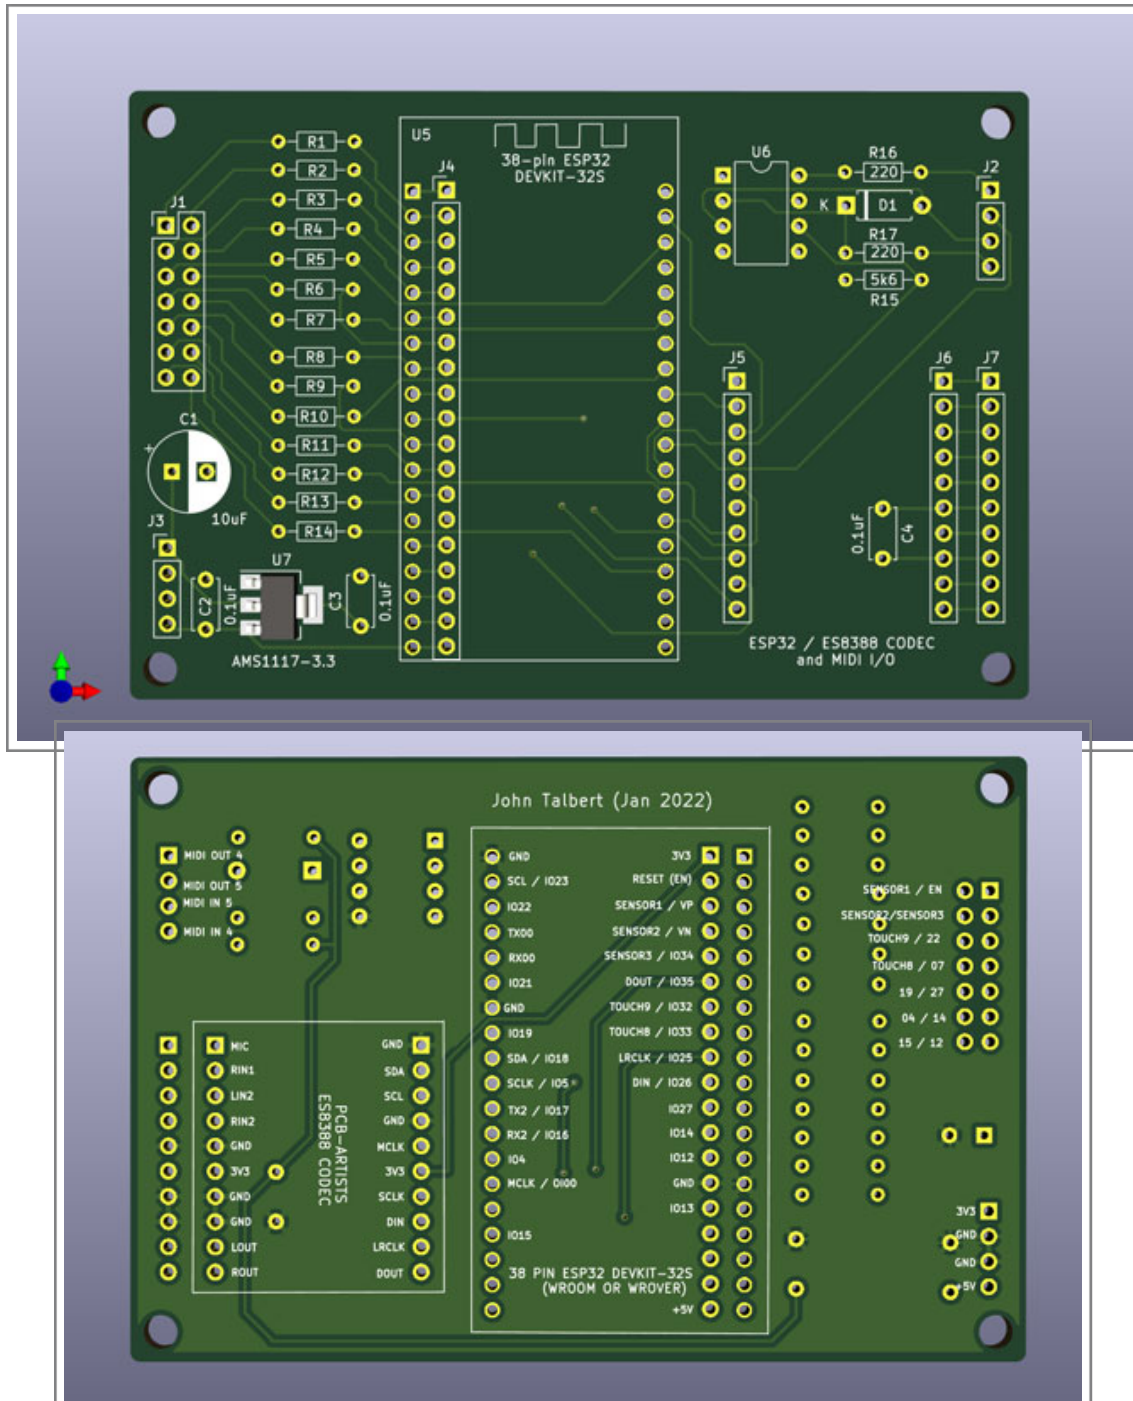 U5
38-pin ESP32
DEVKIT-32S
J4
R1
R2
R3
R4
R5
R6
R7
R8
R9
R10
R11
R12
R13
R14
J1
C1
+
10uF
J3
C2
0.1uF
U7
AMS1117-3.3
C3
0.1uF
U6
R16
220
K
D1
R17
220
5k6
R15
J2
J5
J6
J7
0.1uF
C4
ESP32 / ES8388 CODEC
and MIDI I/O
John Talbert (Jan 2022)
MIDI OUT 4
MIDI OUT 5
MIDI IN 5
MIDI IN 4
GND
SCL / IO23
IO22
TX00
RX00
IO21
GND
IO19
SDA / IO18
SCLK / IO5
TX2 / IO17
RX2 / IO16
IO4
MCLK / OI00
IO15
3V3
RESET (EN)
SENSOR1 / VP
SENSOR2 / VN
SENSOR3 / IO34
DOUT / IO35
TOUCH9 / IO32
TOUCH8 / IO33
LRCLK / IO25
DIN / IO26
IO27
IO14
IO12
GND
IO13
38 PIN ESP32 DEVKIT-32S
(WROOM OR WROVER)
+5V
SENSOR1 / EN
SENSOR2/SENSOR3
TOUCH9 / 22
TOUCH8 / 07
19 / 27
04 / 14
15 / 12
MIC
RIN1
LIN2
RIN2
GND
3V3
GND
GND
LOUT
ROUT
PCB-ARTISTS
ES8388 CODEC
GND
SDA
SCL
GND
MCLK
3V3
SCLK
DIN
LRCLK
DOUT
3V3
GND
GND
+5V